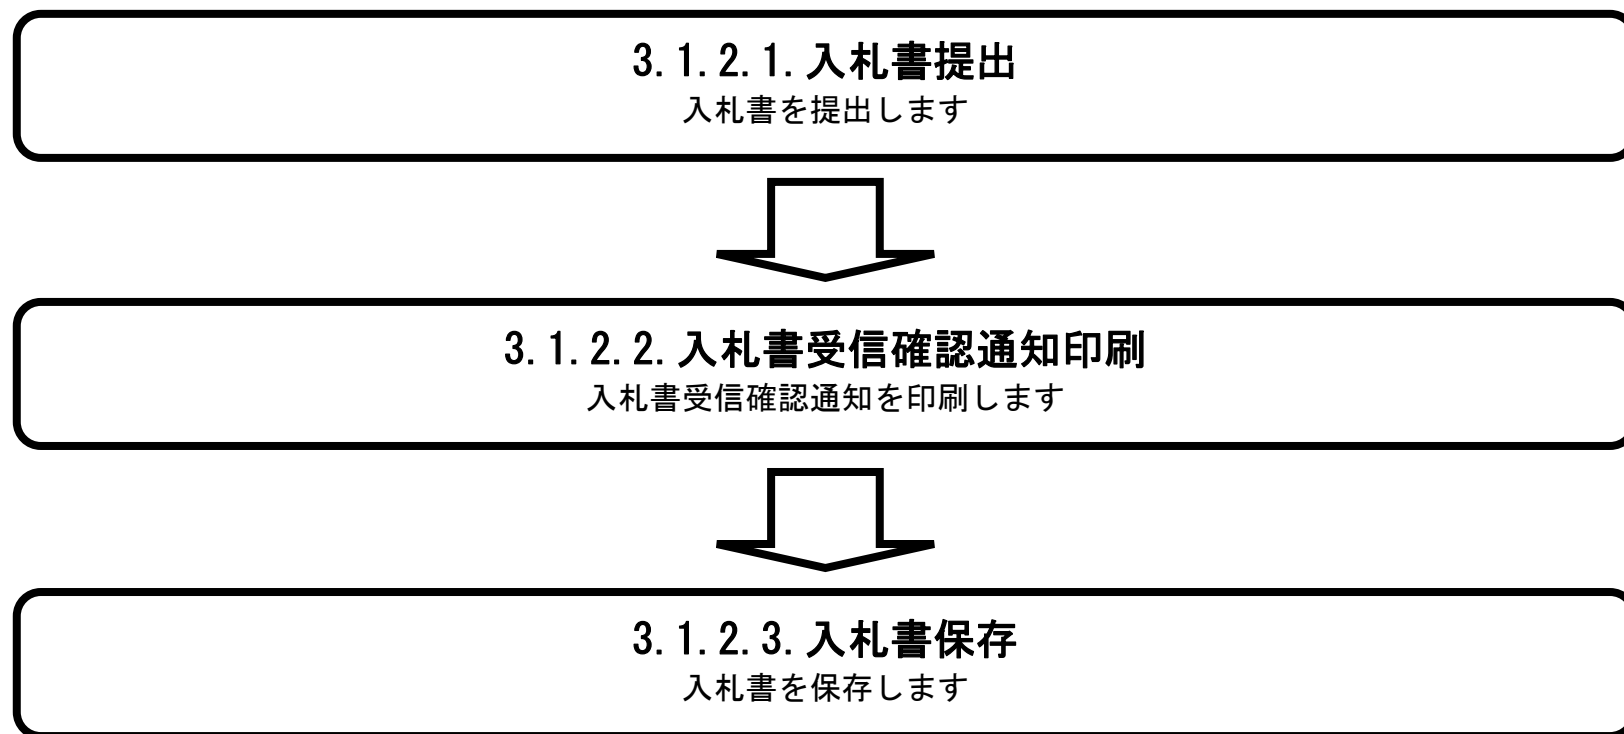 3.1.2.1.入札書提出
入札書を提出します
3.1.2.2.入札書受信確認通知印刷
入札書受信確認通知を印刷します
3.1.2.3.入札書保存
入札書を保存します